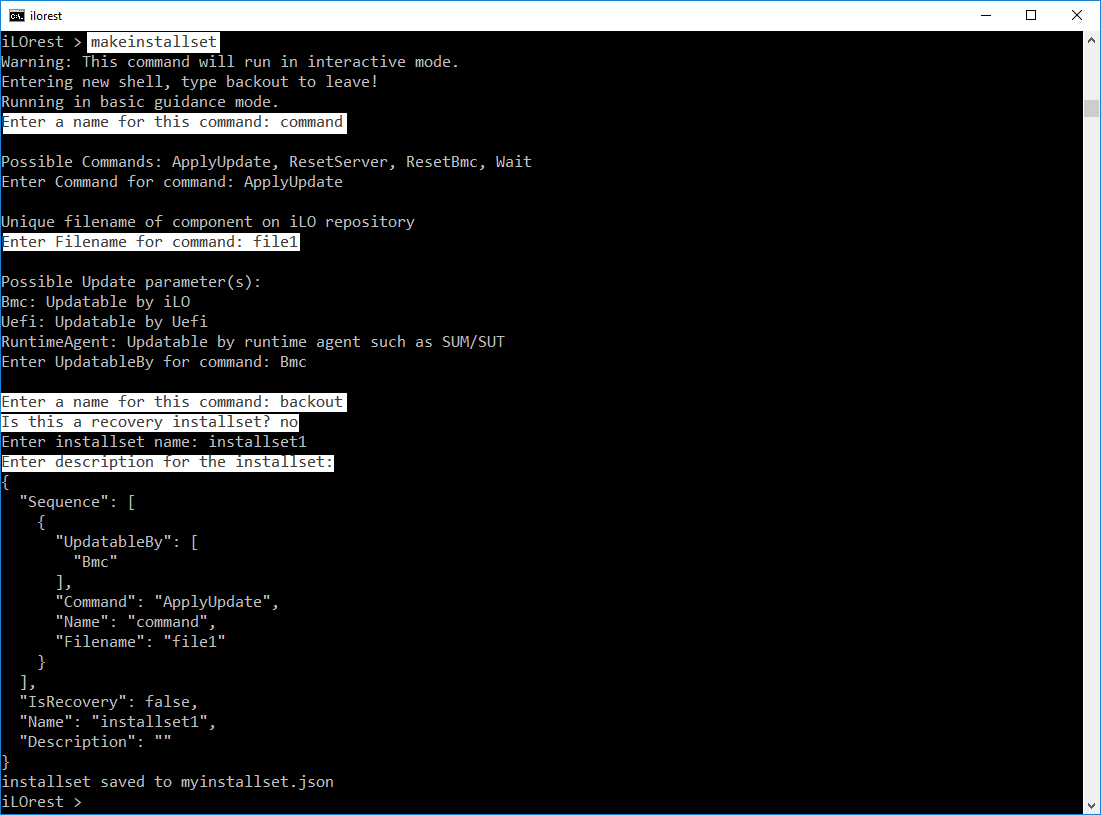 ilorest
iLOrest > makeinstallset
Warning: This command will run in interactive mode.
Entering new shell, type backout to leave!
Running in basic guidance mode.
Enter a name for this command: command
Possible Commands: ApplyUpdate, ResetServer, ResetBmc, Wait
Enter Command for command: ApplyUpdate
Unique filename of component on iLO repository
Enter Filename for command: file1
Possible Update parameter(s):
Bmc: Updatable by iLO
Uefi: Updatable by Uefi
RuntimeAgent: Updatable by runtime agent such as SUM/SUT
Enter UpdatableBy for command: Bmc
Enter a name for this command: backout
Is this a recovery installset? no
Enter installset name: installset1
Enter description for the installset:
{
  "Sequence": [
    {
      "UpdatableBy": [
        "Bmc"
      ],
      "Command": "ApplyUpdate",
      "Name": "command",
      "Filename": "file1"
    }
  ],
  "IsRecovery": false,
  "Name": "installset1",
  "Description": ""
}
installset saved to myinstallset.json
iLOrest >